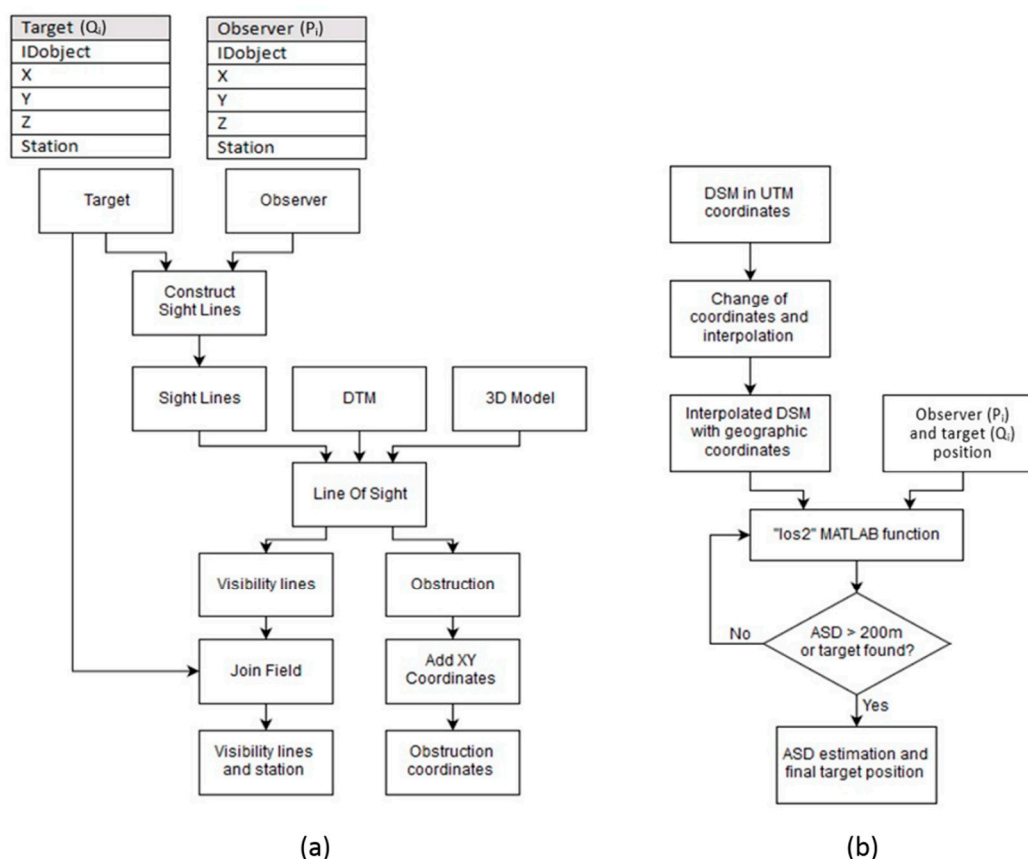 Target (Qᵢ)
IDobject
X
Y
Z
Station
Observer (Pᵢ)
IDobject
X
Y
Z
Station
Target
Observer
Construct
Sight Lines
Sight Lines
DTM
3D Model
Line Of Sight
Visibility lines
Obstruction
Join Field
Add XY
Coordinates
Visibility lines
and station
Obstruction
coordinates
(a)
DSM in UTM
coordinates
Change of
coordinates and
interpolation
Interpolated DSM
with geographic
coordinates
Observer (Pᵢ)
and target (Qᵢ)
position
"los2" MATLAB function
ASD > 200m
or target found?
No
Yes
ASD estimation and
final target position
(b)